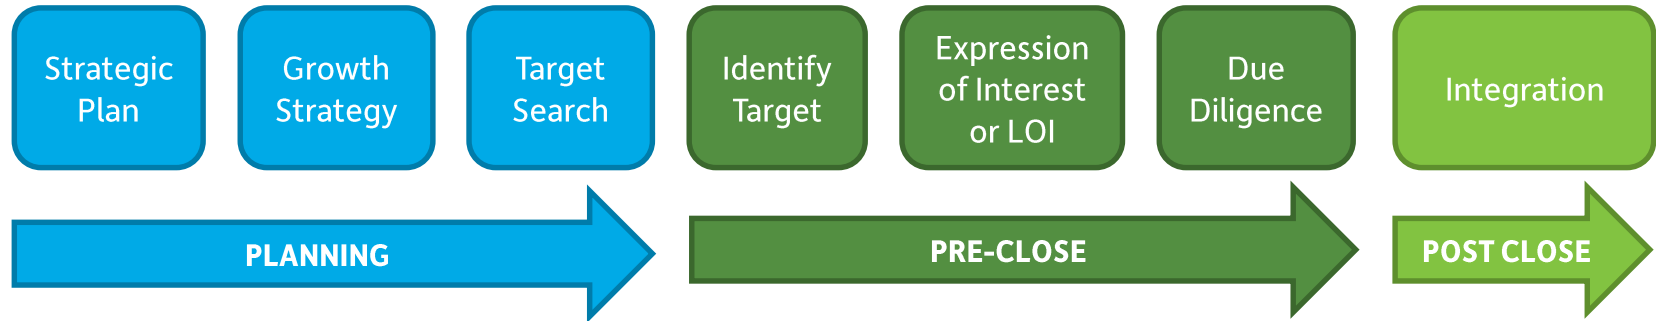 Strategic
Plan
Growth
Strategy
Target
Search
Identify
Target
Expression
of Interest
or LOI
Due
Diligence
Integration
PLANNING
PRE-CLOSE
POST CLOSE